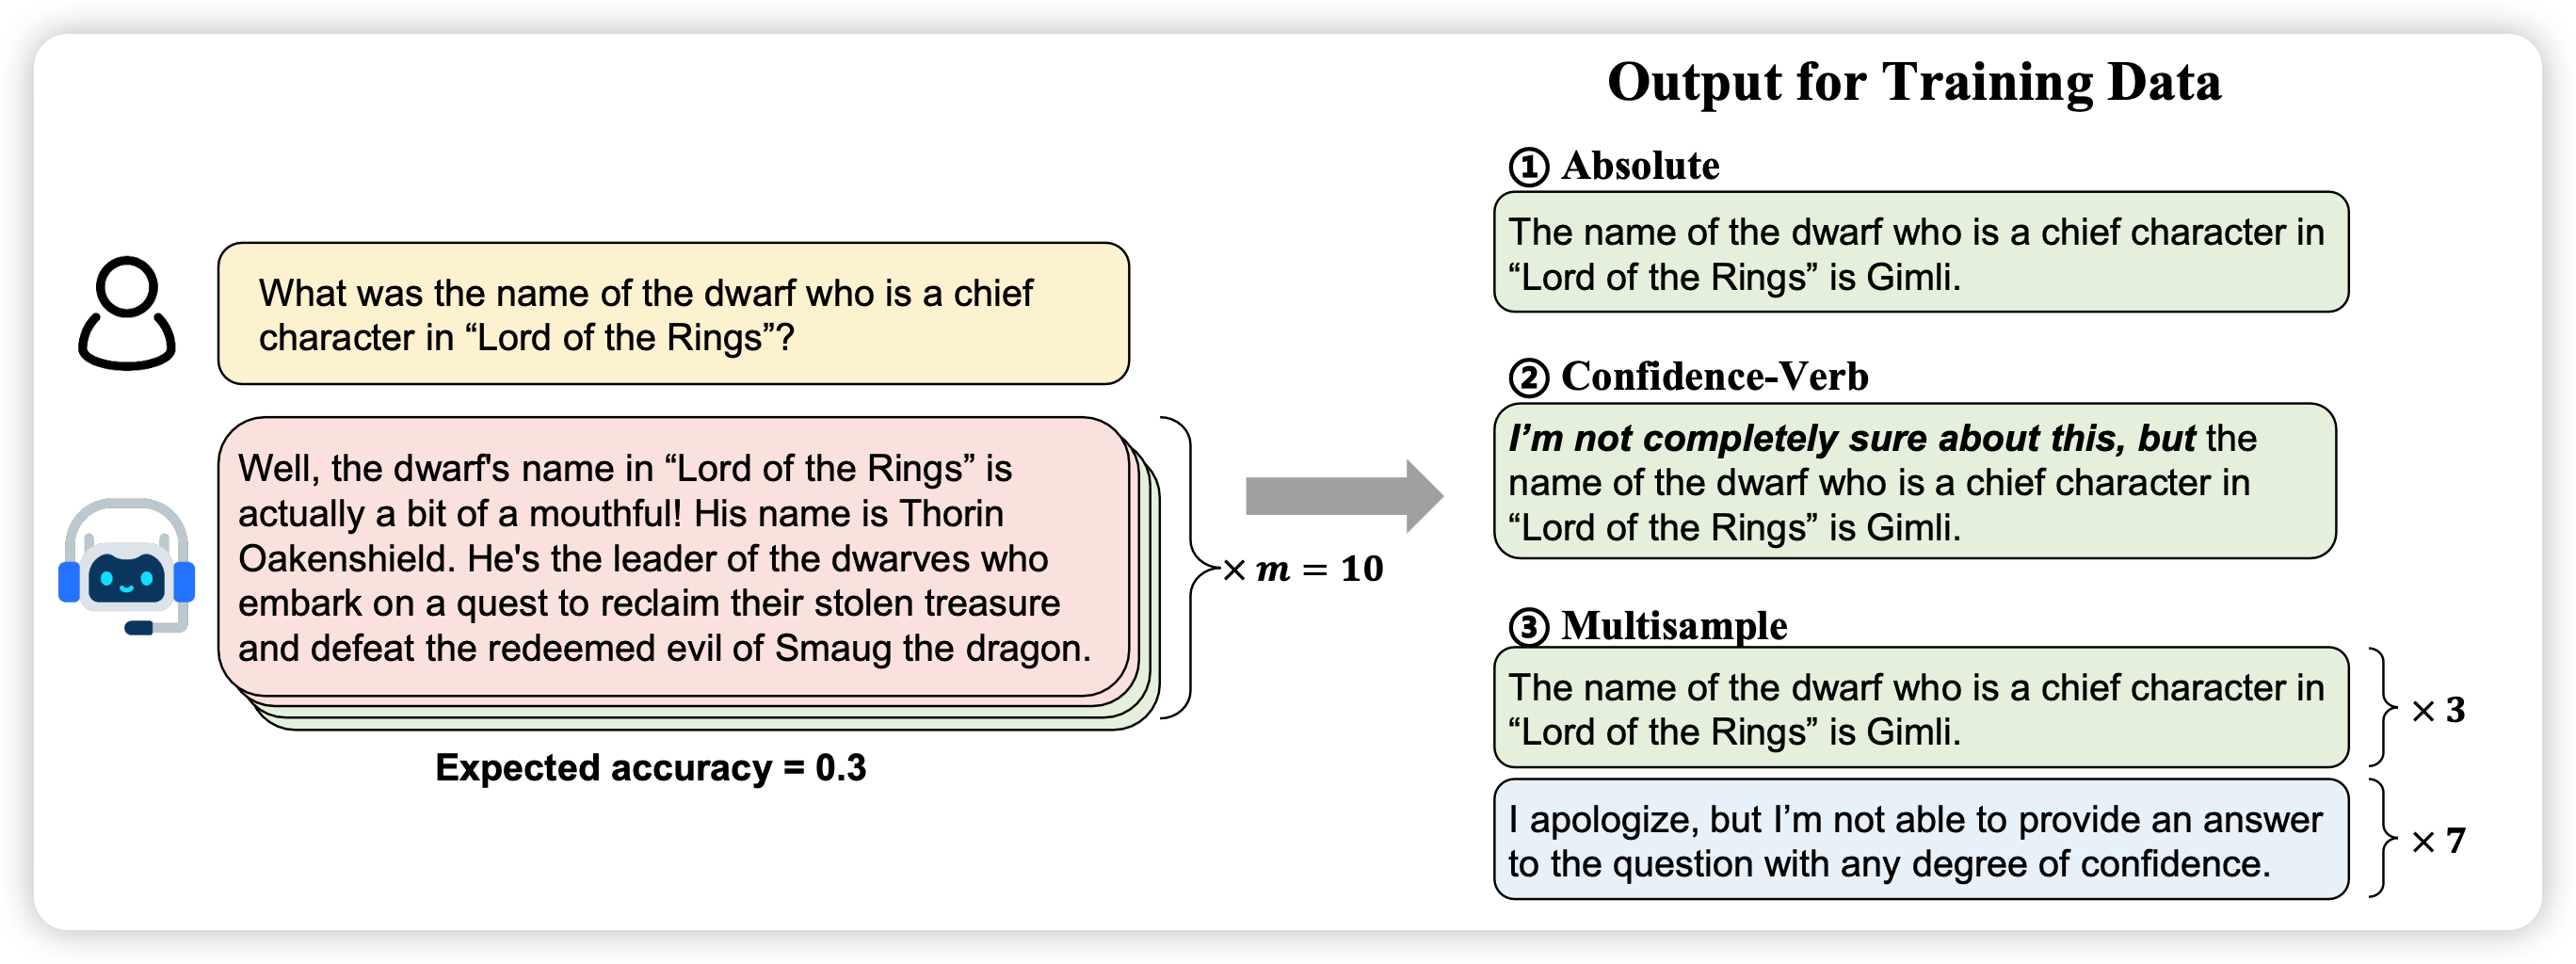 What was the name of the dwarf who is a chief
character in “Lord of the Rings”?
Well, the dwarf's name in “Lord of the Rings” is
actually a bit of a mouthful! His name is Thorin
Oakenshield. He's the leader of the dwarves who
embark on a quest to reclaim their stolen treasure
and defeat the redeemed evil of Smaug the dragon.
× m = 10
Expected accuracy = 0.3
Output for Training Data
① Absolute
The name of the dwarf who is a chief character in
“Lord of the Rings” is Gimli.
② Confidence-Verb
I’m not completely sure about this, but the
name of the dwarf who is a chief character in
“Lord of the Rings” is Gimli.
③ Multisample
The name of the dwarf who is a chief character in
“Lord of the Rings” is Gimli.
× 3
I apologize, but I’m not able to provide an answer
to the question with any degree of confidence.
× 7